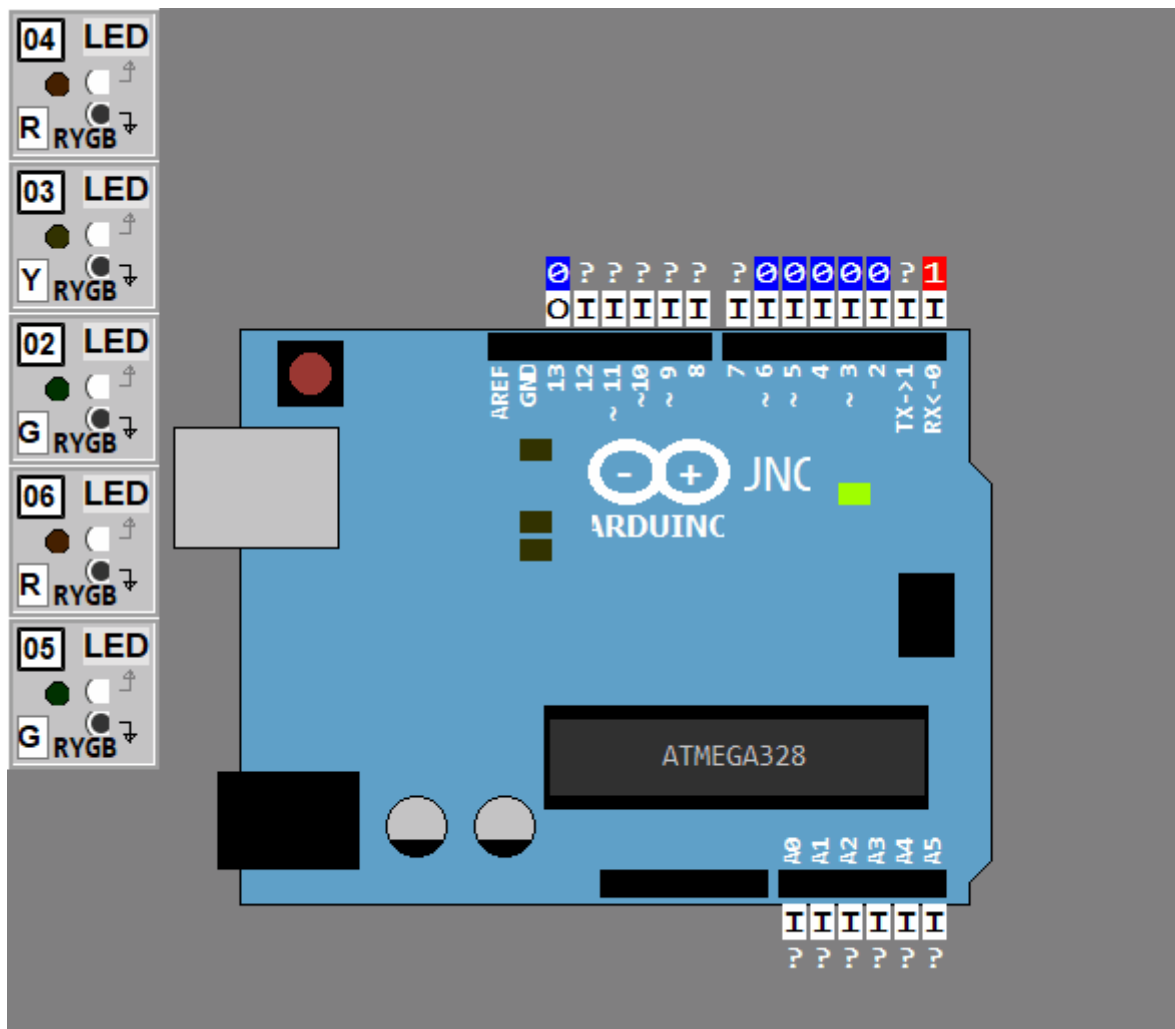 04 LED
R RYGB
03 LED
Y RYGB
02 LED
G RYGB
06 LED
R RYGB
05 LED
G RYGB
0 ? ? ? ? ? ? 0 0 0 0 0 ? 1
O I I I I I I I I I I I I I
AREF GND 13 12 ~11 ~10 ~9 8 7 ~6 ~5 4 ~3 2 TX->1 RX<-0
- + JNC
ARDUINC
ATMEGA328
A0 A1 A2 A3 A4 A5
I I I I I I
? ? ? ? ? ?